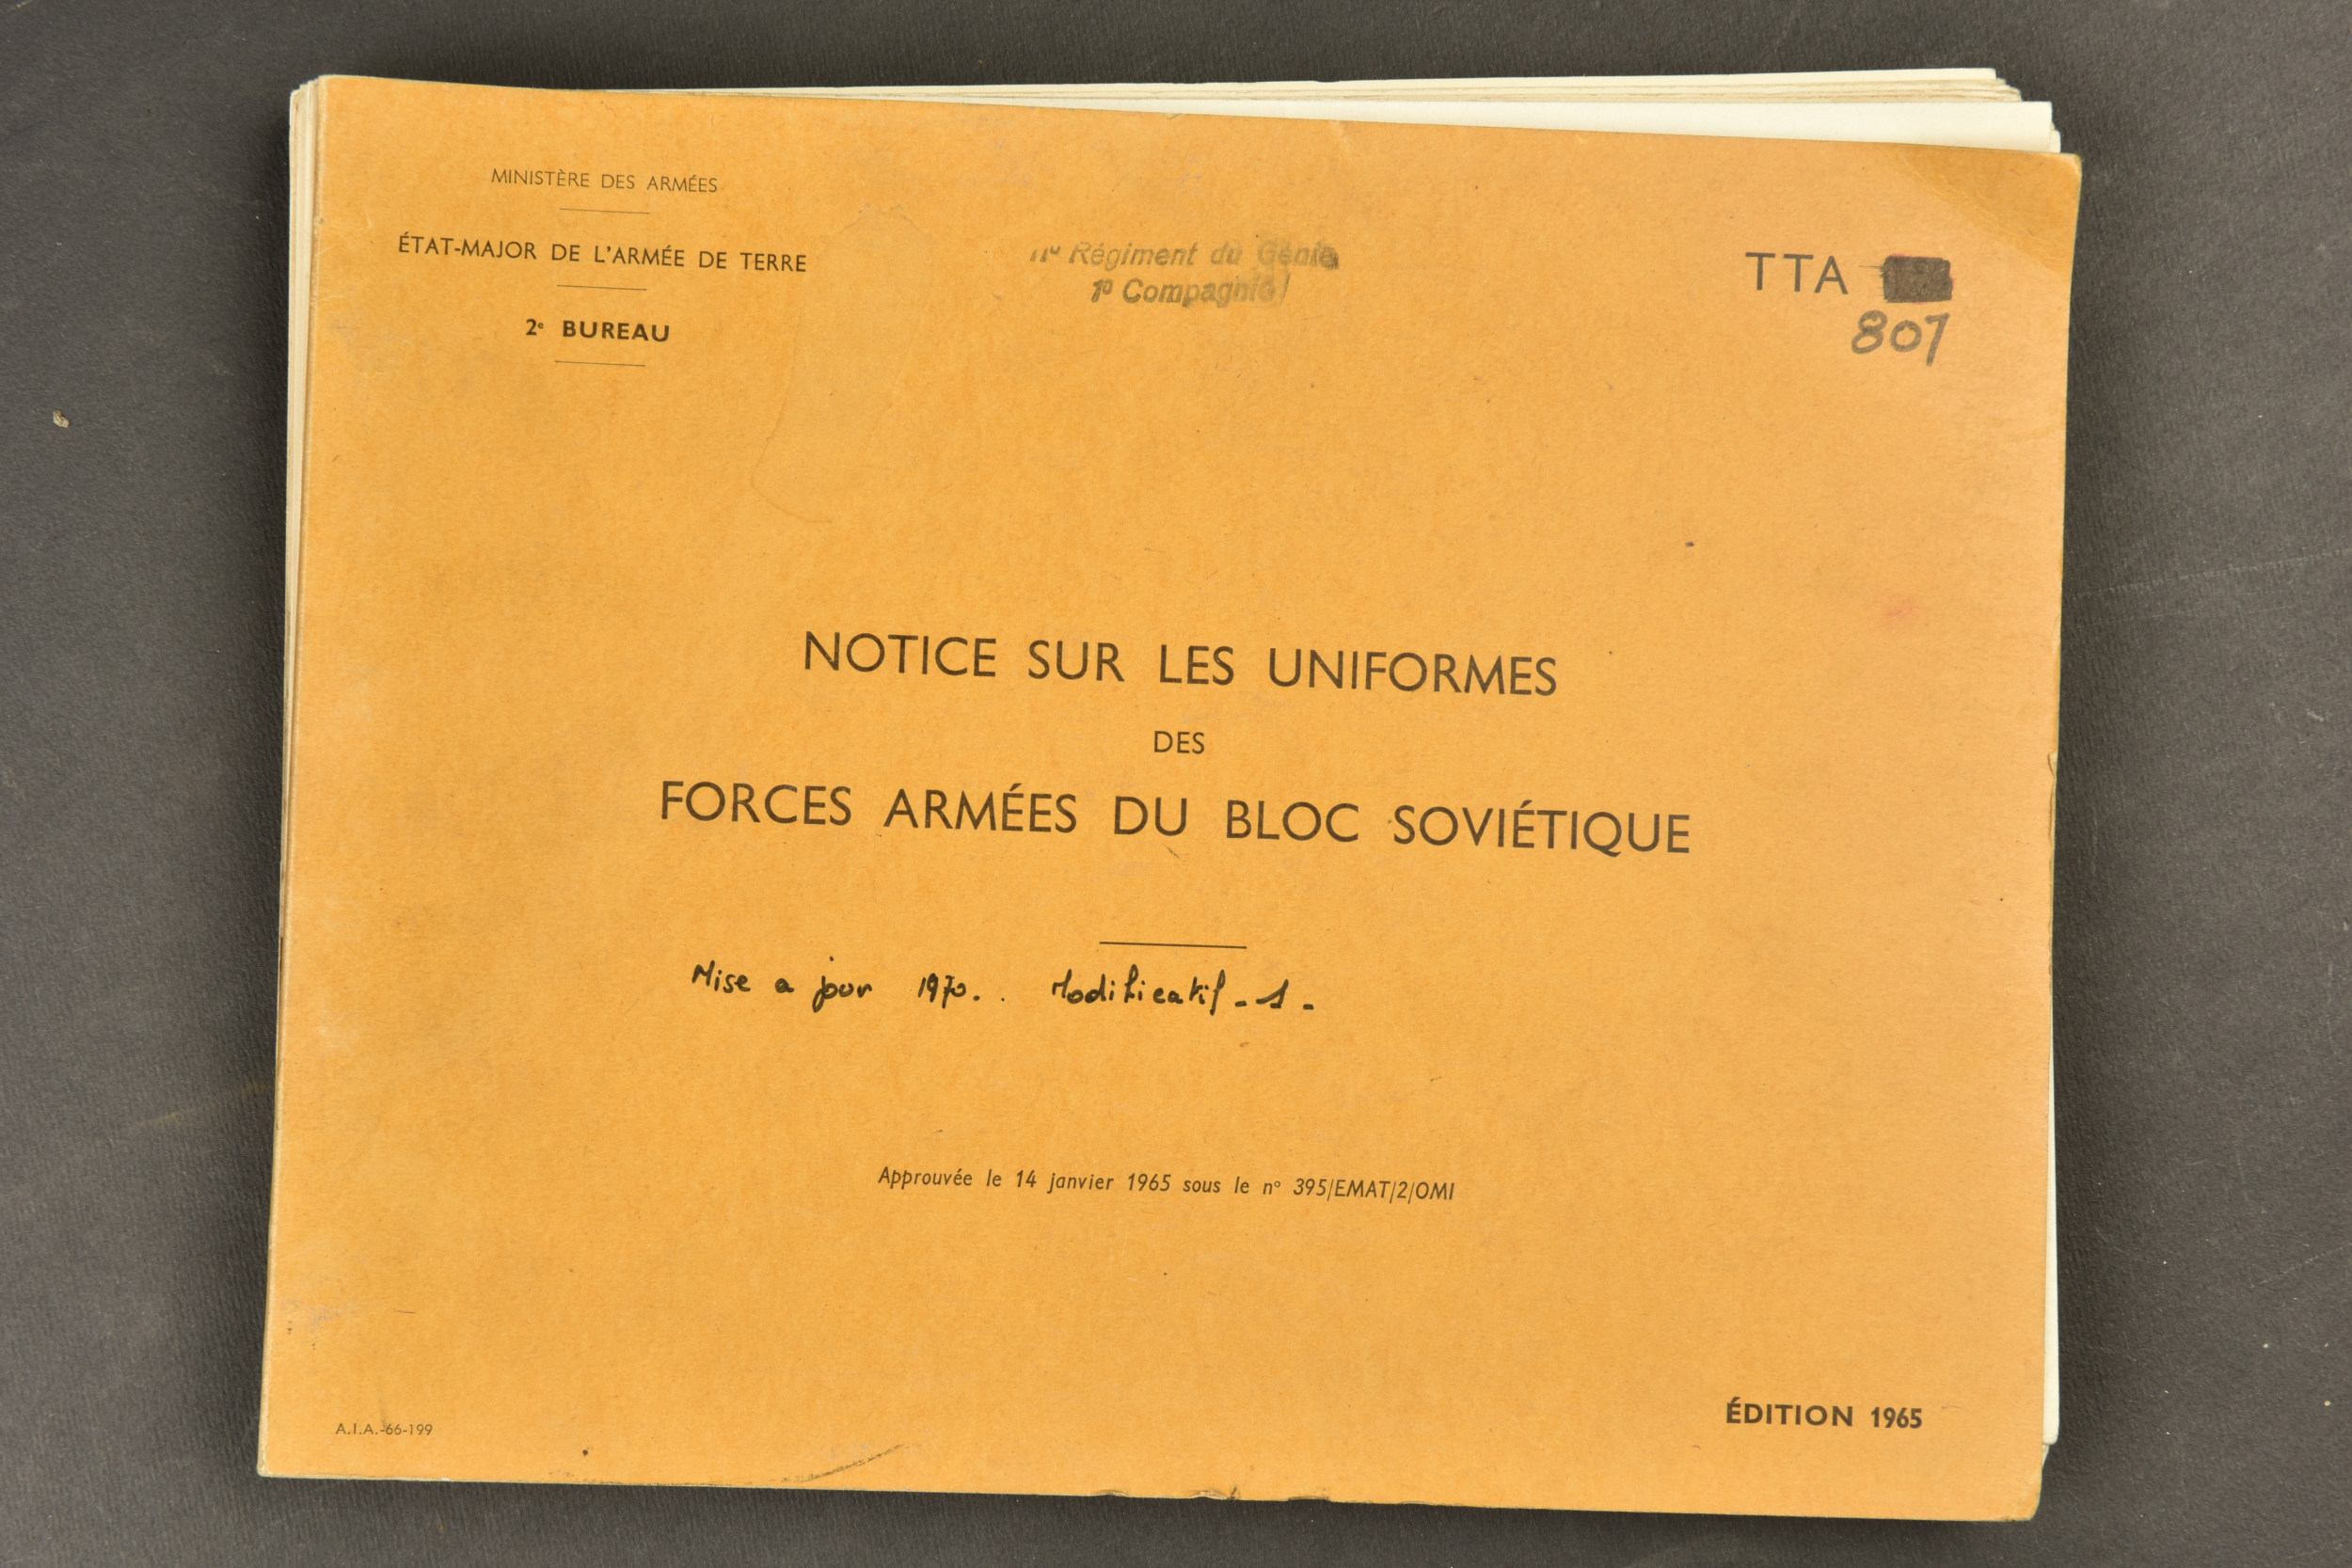 MINISTÈRE DES ARMÉES
ÉTAT-MAJOR DE L'ARMÉE DE TERRE
2e BUREAU
Régiment du Génie
1e Compagnie
TTA
807
NOTICE SUR LES UNIFORMES
DES
FORCES ARMÉES DU BLOC SOVIÉTIQUE
Mise a jour 1970. . Modificatif - 1 -
Approuvée le 14 janvier 1965 sous le n° 395/EMAT/2/OMI
A.I.A.-66-199
ÉDITION 1965